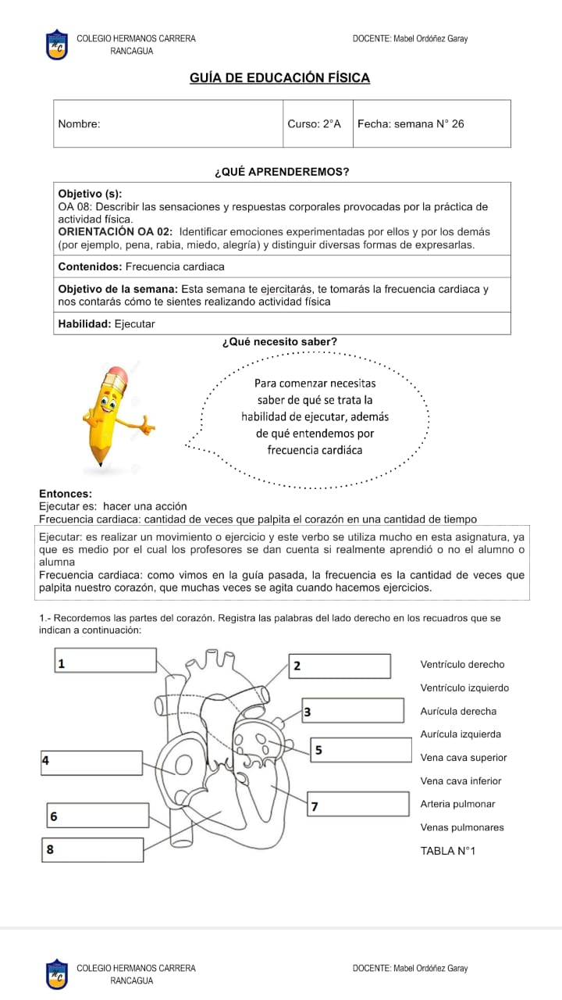 COLEGIO HERMANOS CARRERA
RANCAGUA
DOCENTE: Mabel Ordóñez Garay
GUÍA DE EDUCACIÓN FÍSICA
Nombre:
Curso: 2°A
Fecha: semana N° 26
¿QUÉ APRENDEREMOS?
Objetivo (s):
OA 08: Describir las sensaciones y respuestas corporales provocadas por la práctica de
actividad física.
ORIENTACIÓN OA 02: Identificar emociones experimentadas por ellos y por los demás
(por ejemplo, pena, rabia, miedo, alegría) y distinguir diversas formas de expresarlas.
Contenidos: Frecuencia cardiaca
Objetivo de la semana: Esta semana te ejercitarás, te tomarás la frecuencia cardiaca y
nos contarás cómo te sientes realizando actividad física
Habilidad: Ejecutar
¿Qué necesito saber?
Para comenzar necesitas
saber de qué se trata la
habilidad de ejecutar, además
de qué entendemos por
frecuencia cardiáca
Entonces:
Ejecutar es: hacer una acción
Frecuencia cardiaca: cantidad de veces que palpita el corazón en una cantidad de tiempo
Ejecutar: es realizar un movimiento o ejercicio y este verbo se utiliza mucho en esta asignatura, ya
que es medio por el cual los profesores se dan cuenta si realmente aprendió o no el alumno o
alumna
Frecuencia cardiaca: como vimos en la guía pasada, la frecuencia es la cantidad de veces que
palpita nuestro corazón, que muchas veces se agita cuando hacemos ejercicios.
1.- Recordemos las partes del corazón. Registra las palabras del lado derecho en los recuadros que se
indican a continuación:
1
2
3
4
5
6
7
8
Ventrículo derecho
Ventrículo izquierdo
Aurícula derecha
Aurícula izquierda
Vena cava superior
Vena cava inferior
Arteria pulmonar
Venas pulmonares
TABLA N°1
COLEGIO HERMANOS CARRERA
RANCAGUA
DOCENTE: Mabel Ordóñez Garay